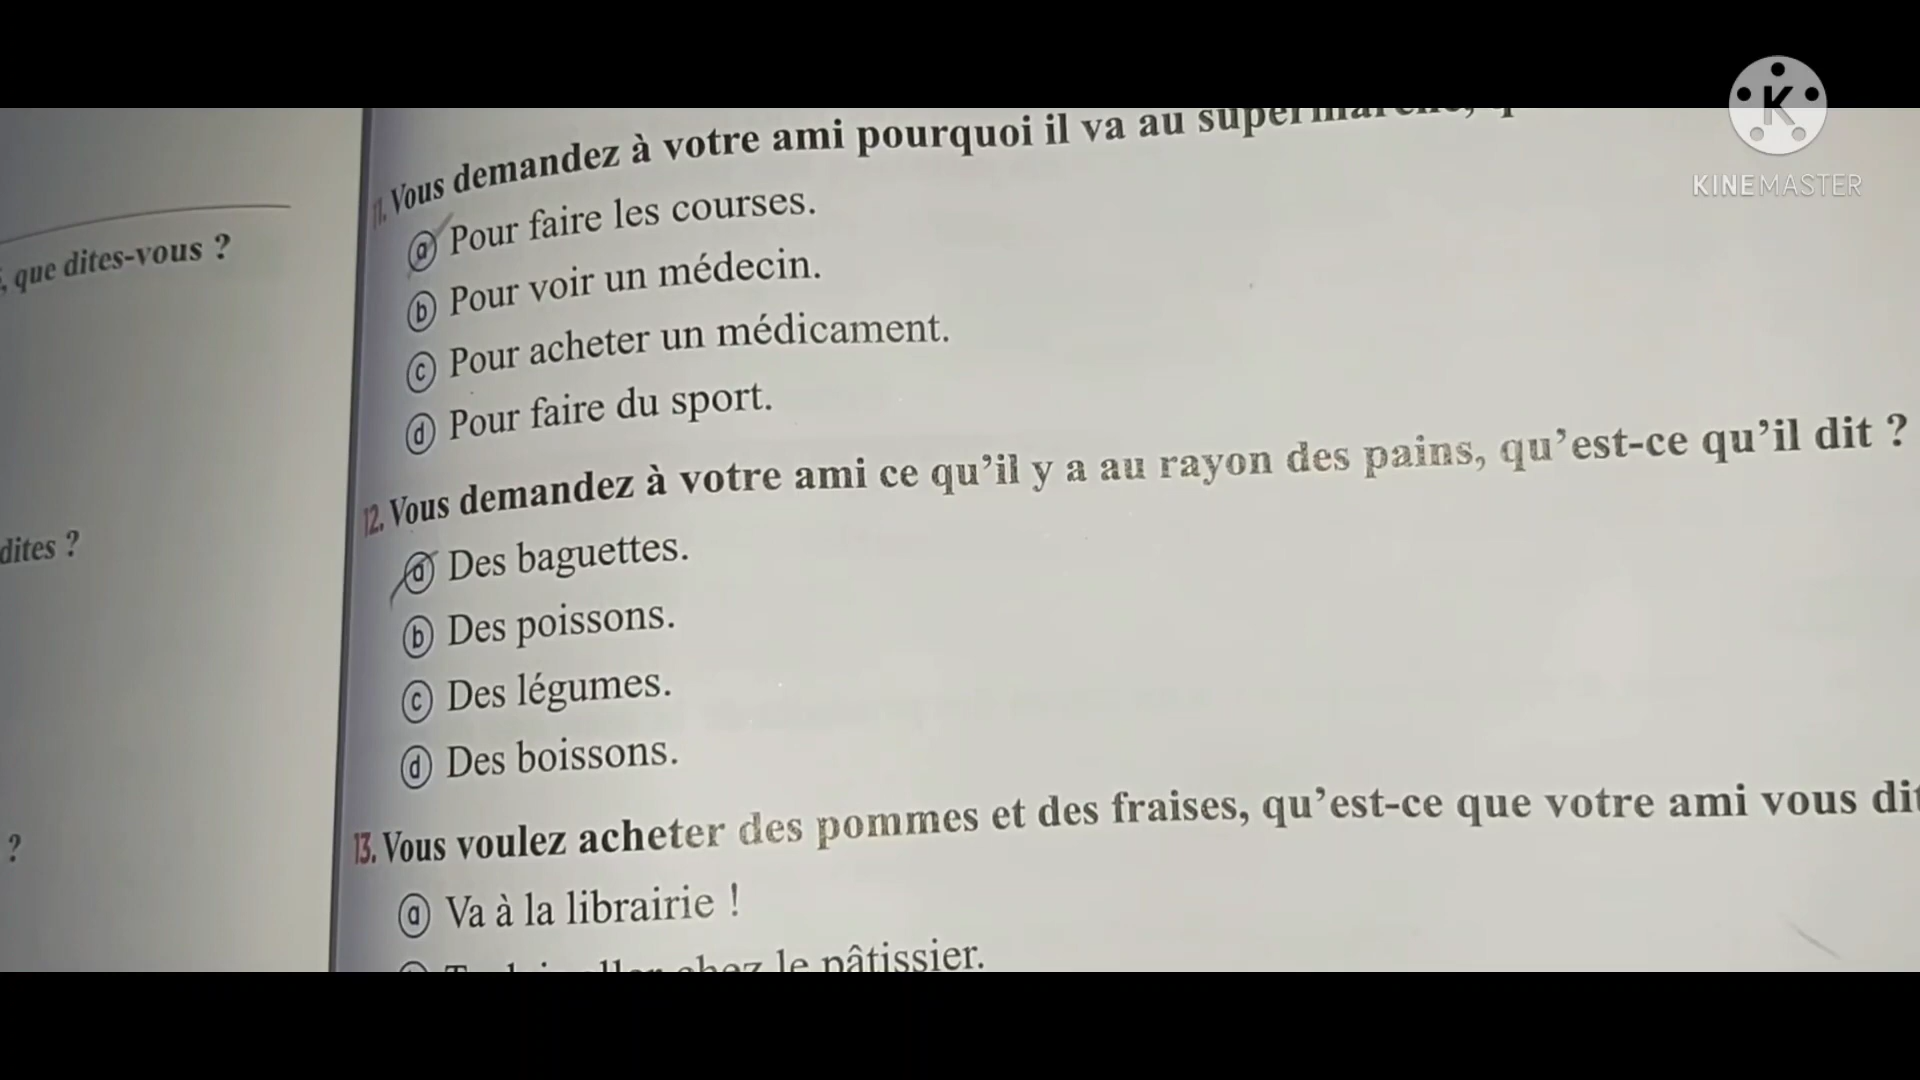 KINEMASTER
, que dites-vous ?
dites ?
?
11. Vous demandez à votre ami pourquoi il va au supermarché,
a Pour faire les courses.
b Pour voir un médecin.
c Pour acheter un médicament.
d Pour faire du sport.
12. Vous demandez à votre ami ce qu'il y a au rayon des pains, qu'est-ce qu'il dit ?
a Des baguettes.
b Des poissons.
c Des légumes.
d Des boissons.
13. Vous voulez acheter des pommes et des fraises, qu'est-ce que votre ami vous dit
a Va à la librairie !
chez le pâtissier.